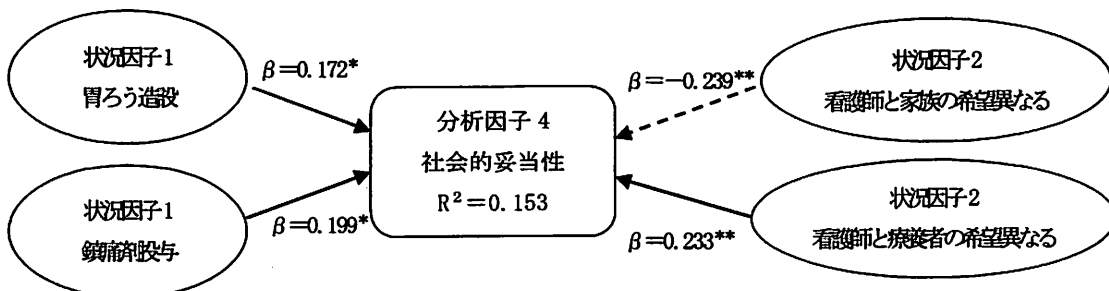 状況因子1
胃ろう造設
β=0.172*
状況因子1
鎮痛剤投与
β=0.199*
分析因子 4
社会的妥当性
R²=0.153
β=−0.239**
状況因子2
看護師と家族の希望異なる
β=0.233**
状況因子2
看護師と療養者の希望異なる